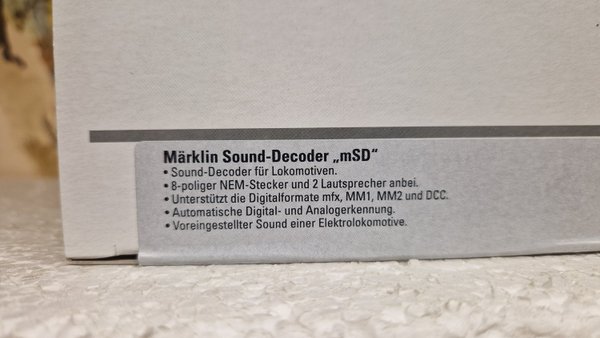 Märklin Sound-Decoder „mSD“
• Sound-Decoder für Lokomotiven.
• 8-poliger NEM-Stecker und 2 Lautsprecher anbei.
• Unterstützt die Digitalformate mfx, MM1, MM2 und DCC.
• Automatische Digital- und Analogerkennung.
• Voreingestellter Sound einer Elektrolokomotive.